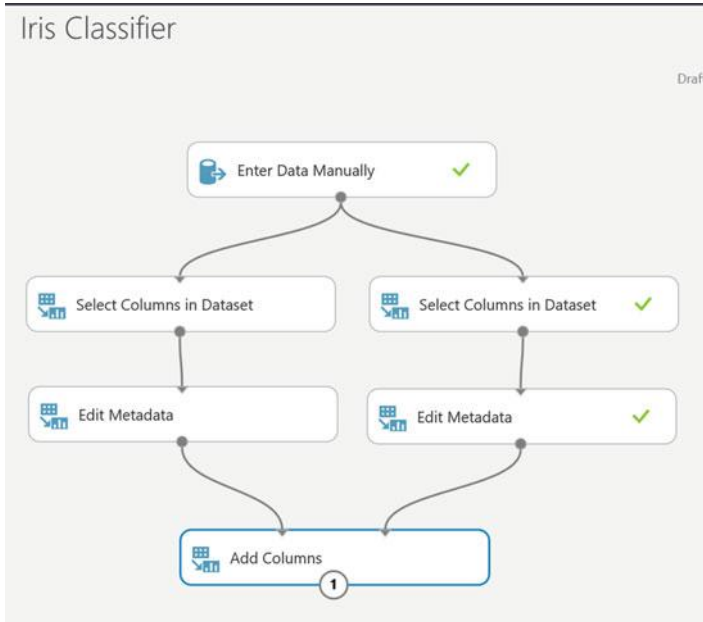 Iris Classifier
Draf
Enter Data Manually
Select Columns in Dataset
Select Columns in Dataset
Edit Metadata
Edit Metadata
Add Columns
1